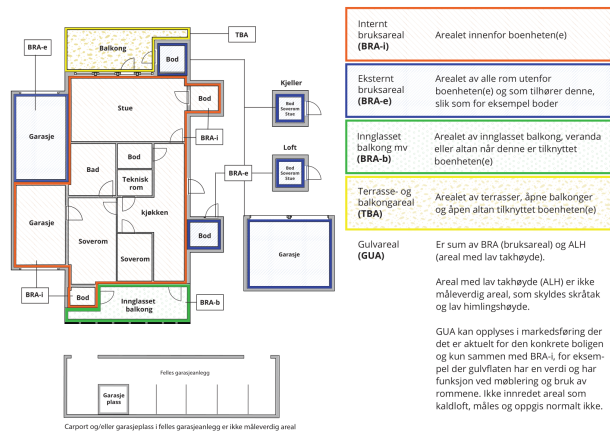 Balkong
TBA
BRA-e
Bod
Kjeller
Stue
Bod
Bod
Soverom
Stue
BRA-i
Garasje
Loft
Bod
Bad
BRA-e
Bod
Soverom
Stue
Teknisk
rom
Garasje
kjøkken
Bod
Soverom
Garasje
Soverom
BRA-i
Bod
Innglasset
balkong
BRA-b
Felles garasjeanlegg
Garasje
plass
Carport og/eller garasjeplass i felles garasjeanlegg er ikke måleverdig areal
Internt
bruksareal
(BRA-i)
Arealet innenfor boenheten(e)
Eksternt
bruksareal
(BRA-e)
Arealet av alle rom utenfor
boenheten(e) og som tilhører denne,
slik som for eksempel boder
Innglasset
balkong mv
(BRA-b)
Arealet av innglasset balkong, veranda
eller altan når denne er tilknyttet
boenheten(e)
Terrasse- og
balkongareal
(TBA)
Arealet av terrasser, åpne balkonger
og åpen altan tilknyttet boenheten(e)
Gulvareal
(GUA)
Er sum av BRA (bruksareal) og ALH
(areal med lav takhøyde).
Areal med lav takhøyde (ALH) er ikke
måleverdig areal, som skyldes skråtak
og lav himlingshøyde.
GUA kan opplyses i markedsføring der
det er aktuelt for den konkrete boligen
og kun sammen med BRA-i, for eksem-
pel der gulvflaten har en verdi og har
funksjon ved møblering og bruk av
rommene. Ikke innredet areal som
kaldloft, måles og oppgis normalt ikke.